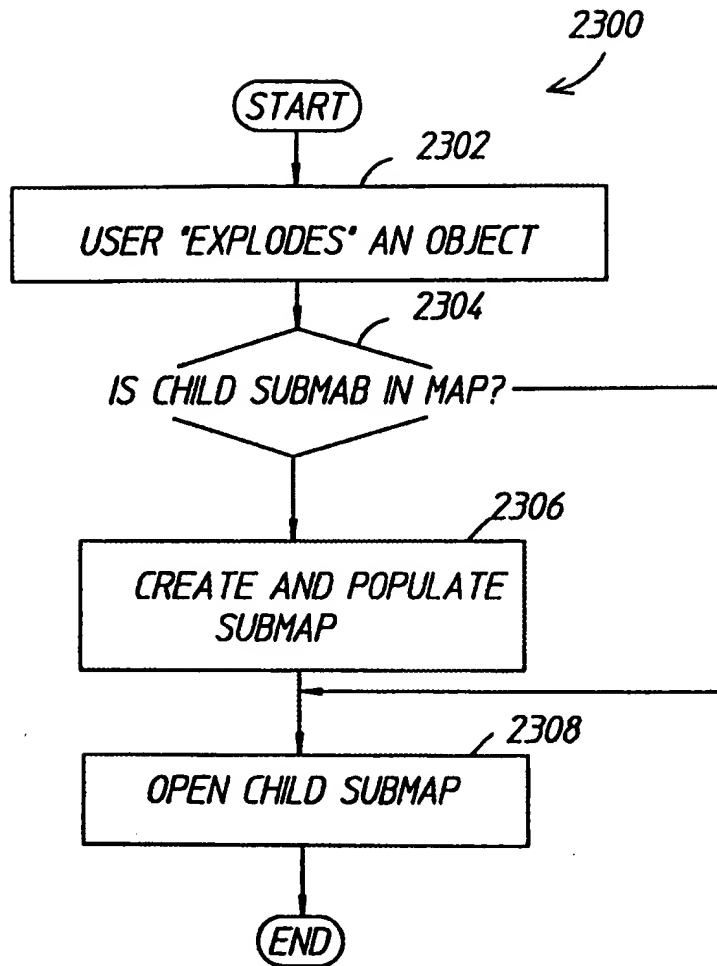 2300
START
2302
USER "EXPLODES" AN OBJECT
2304
IS CHILD SUBMAB IN MAP?
2306
CREATE AND POPULATE
SUBMAP
2308
OPEN CHILD SUBMAP
END